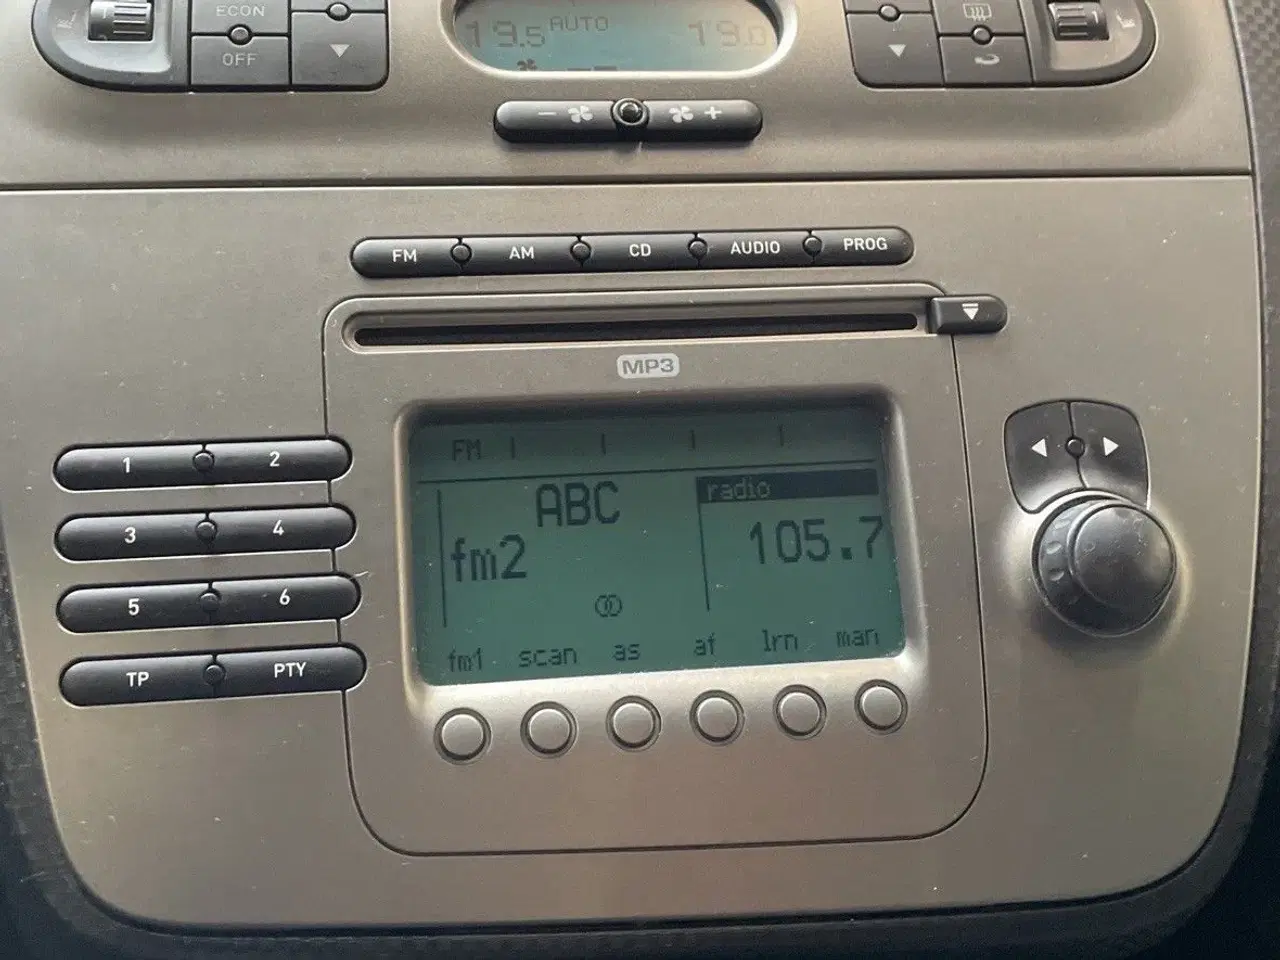 ECON
OFF
19.5 AUTO 19.0
− +
FM AM CD AUDIO PROG
MP3
1 2
3 4
5 6
TP PTY
FM
ABC
radio
fm2
105.7
fm1 scan as af lrn man